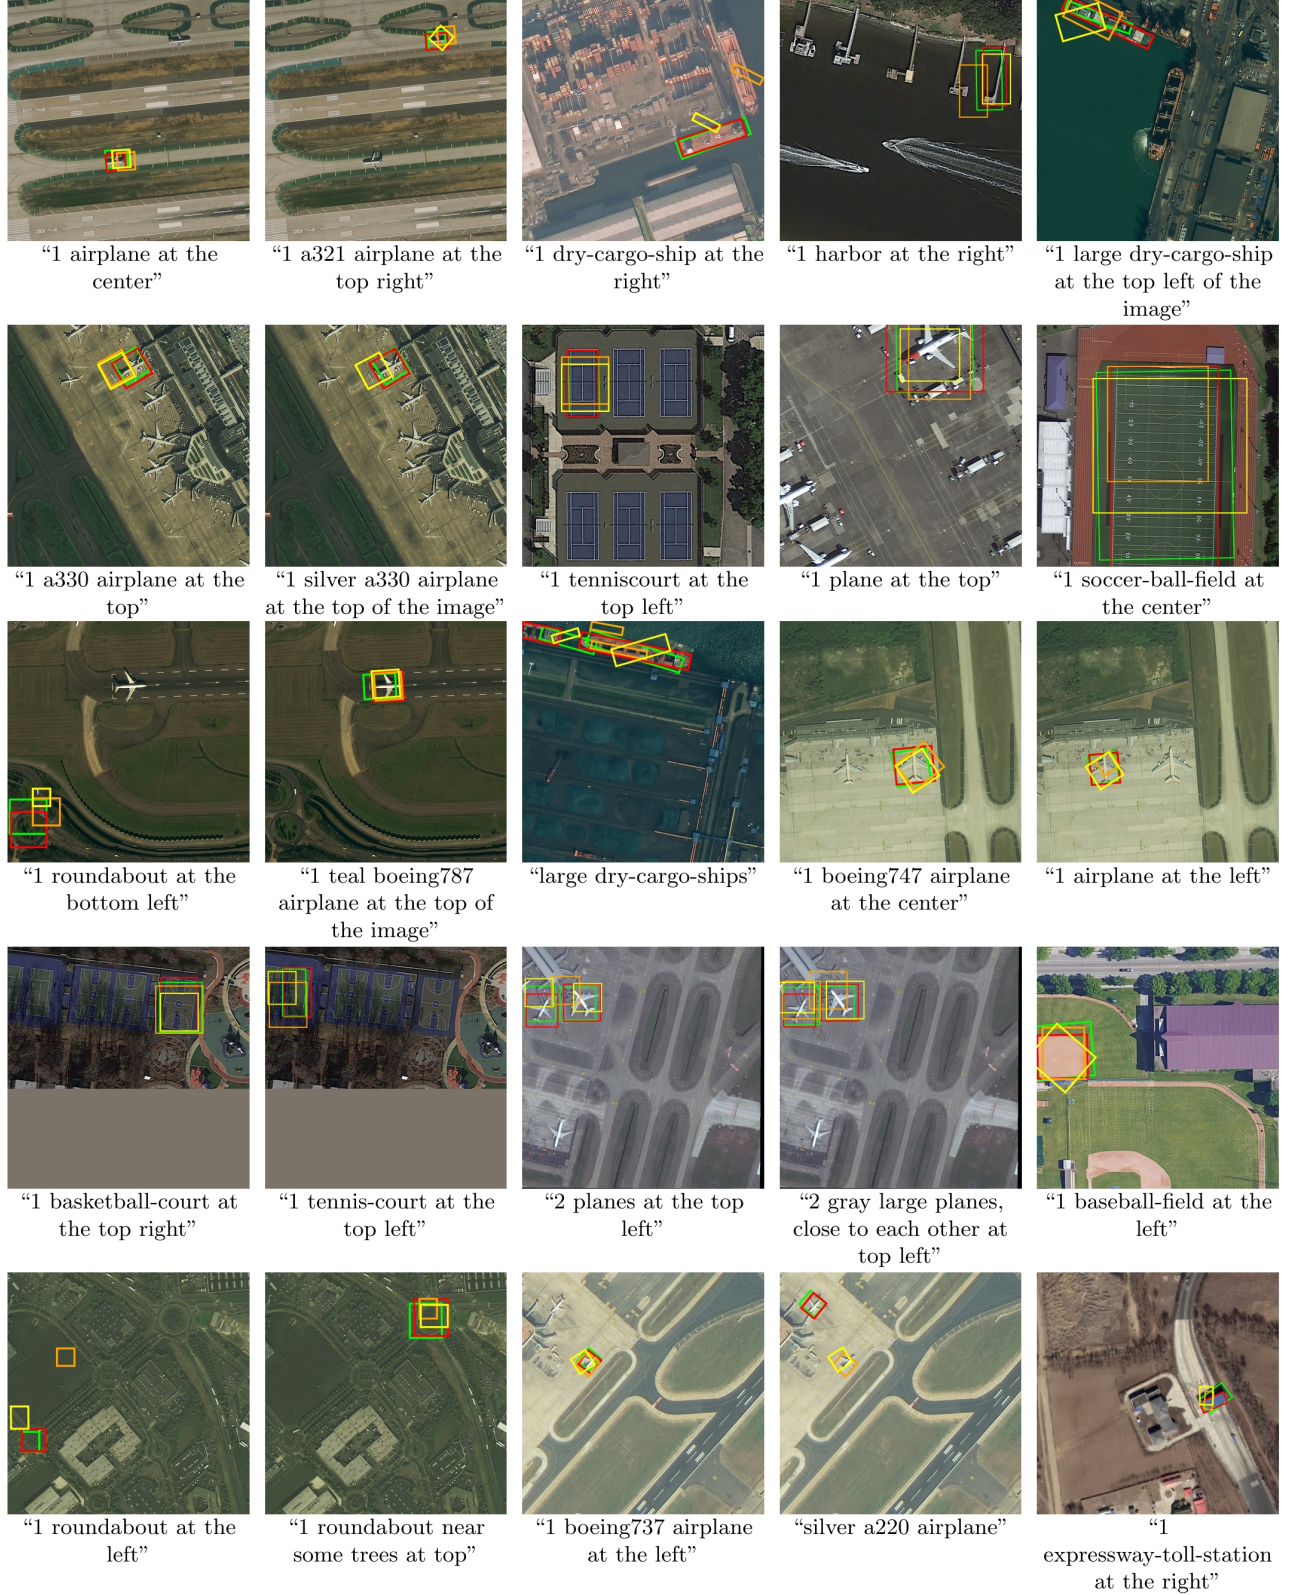 “1 airplane at the
center”
“1 a321 airplane at the
top right”
“1 dry-cargo-ship at the
right”
“1 harbor at the right”
“1 large dry-cargo-ship
at the top left of the
image”
“1 a330 airplane at the
top”
“1 silver a330 airplane
at the top of the image”
“1 tenniscourt at the
top left”
“1 plane at the top”
“1 soccer-ball-field at
the center”
“1 roundabout at the
bottom left”
“1 teal boeing787
airplane at the top of
the image”
“large dry-cargo-ships”
“1 boeing747 airplane
at the center”
“1 airplane at the left”
“1 basketball-court at
the top right”
“1 tennis-court at the
top left”
“2 planes at the top
left”
“2 gray large planes,
close to each other at
top left”
“1 baseball-field at the
left”
“1 roundabout at the
left”
“1 roundabout near
some trees at top”
“1 boeing737 airplane
at the left”
“silver a220 airplane”
“1
expressway-toll-station
at the right”